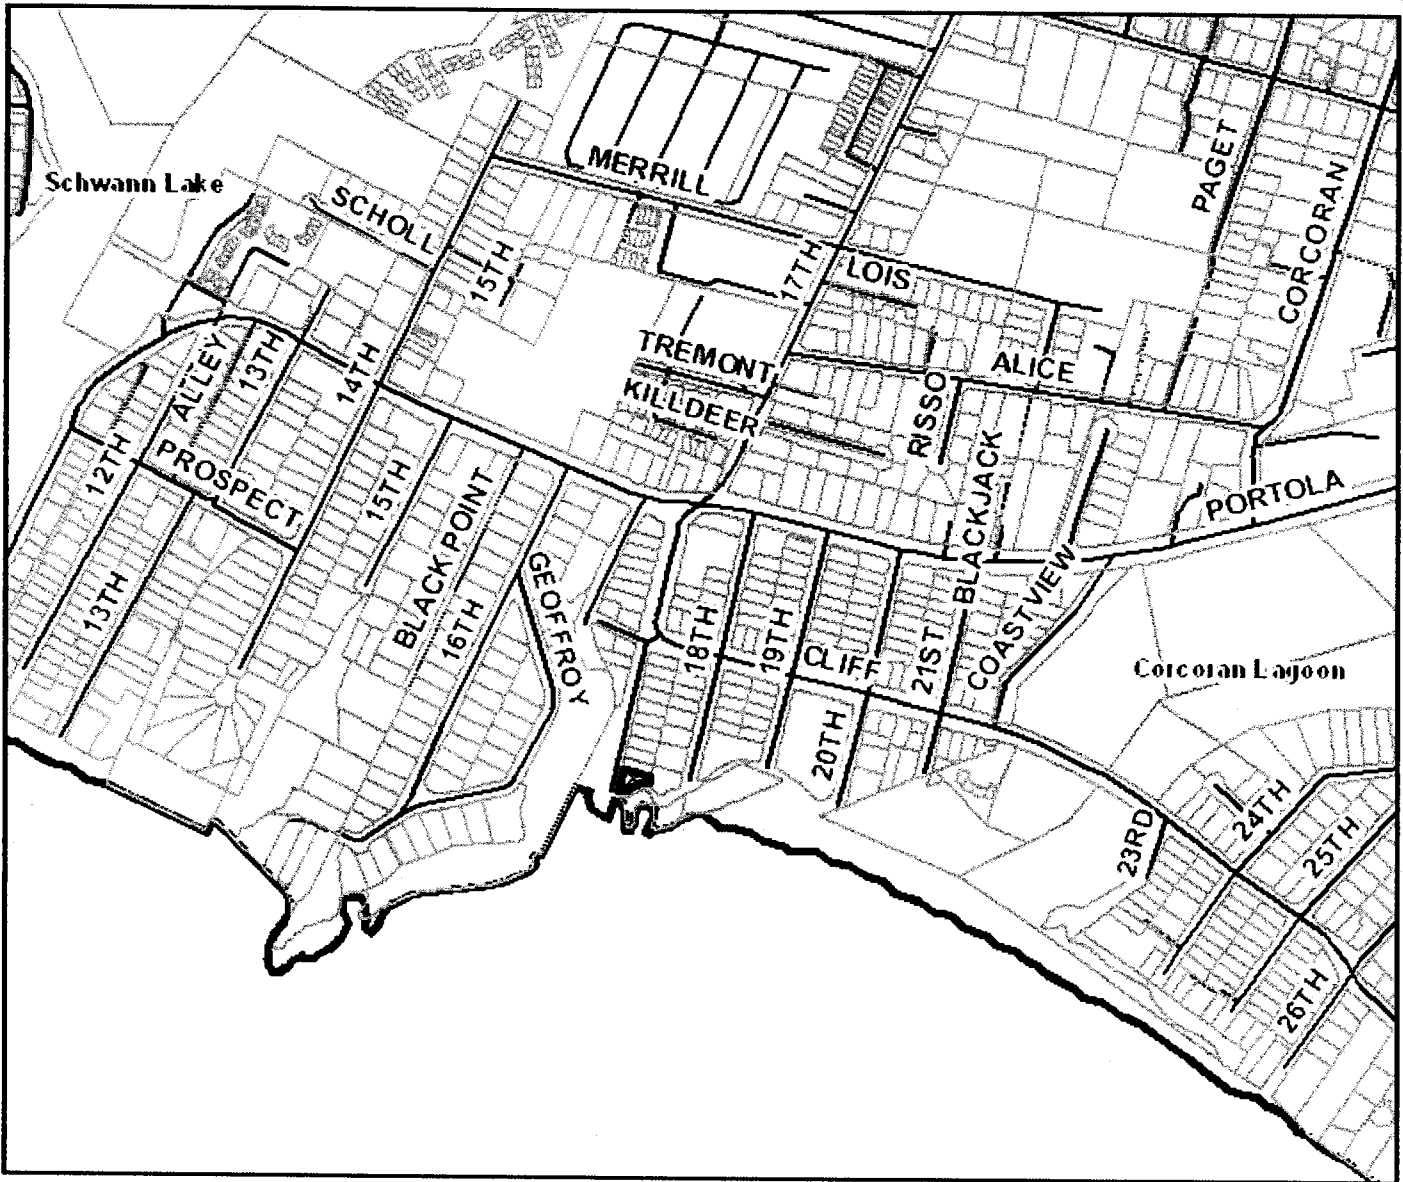 PAGET
CORCORAN
MERRILL
Schwann Lake
SCHOLL
15TH
17TH
LOIS
TREMONT
KILLDEER
ALICE
RISSO
ALLEY
13TH
14TH
12TH
PROSPECT
15TH
BLACK POINT
BLACKJACK
PORTOLA
13TH
16TH
GEOFFROY
18TH
19TH
CLIFF
21ST
COASTVIEW
Corcoran Lagoon
20TH
23RD
24TH
25TH
26TH